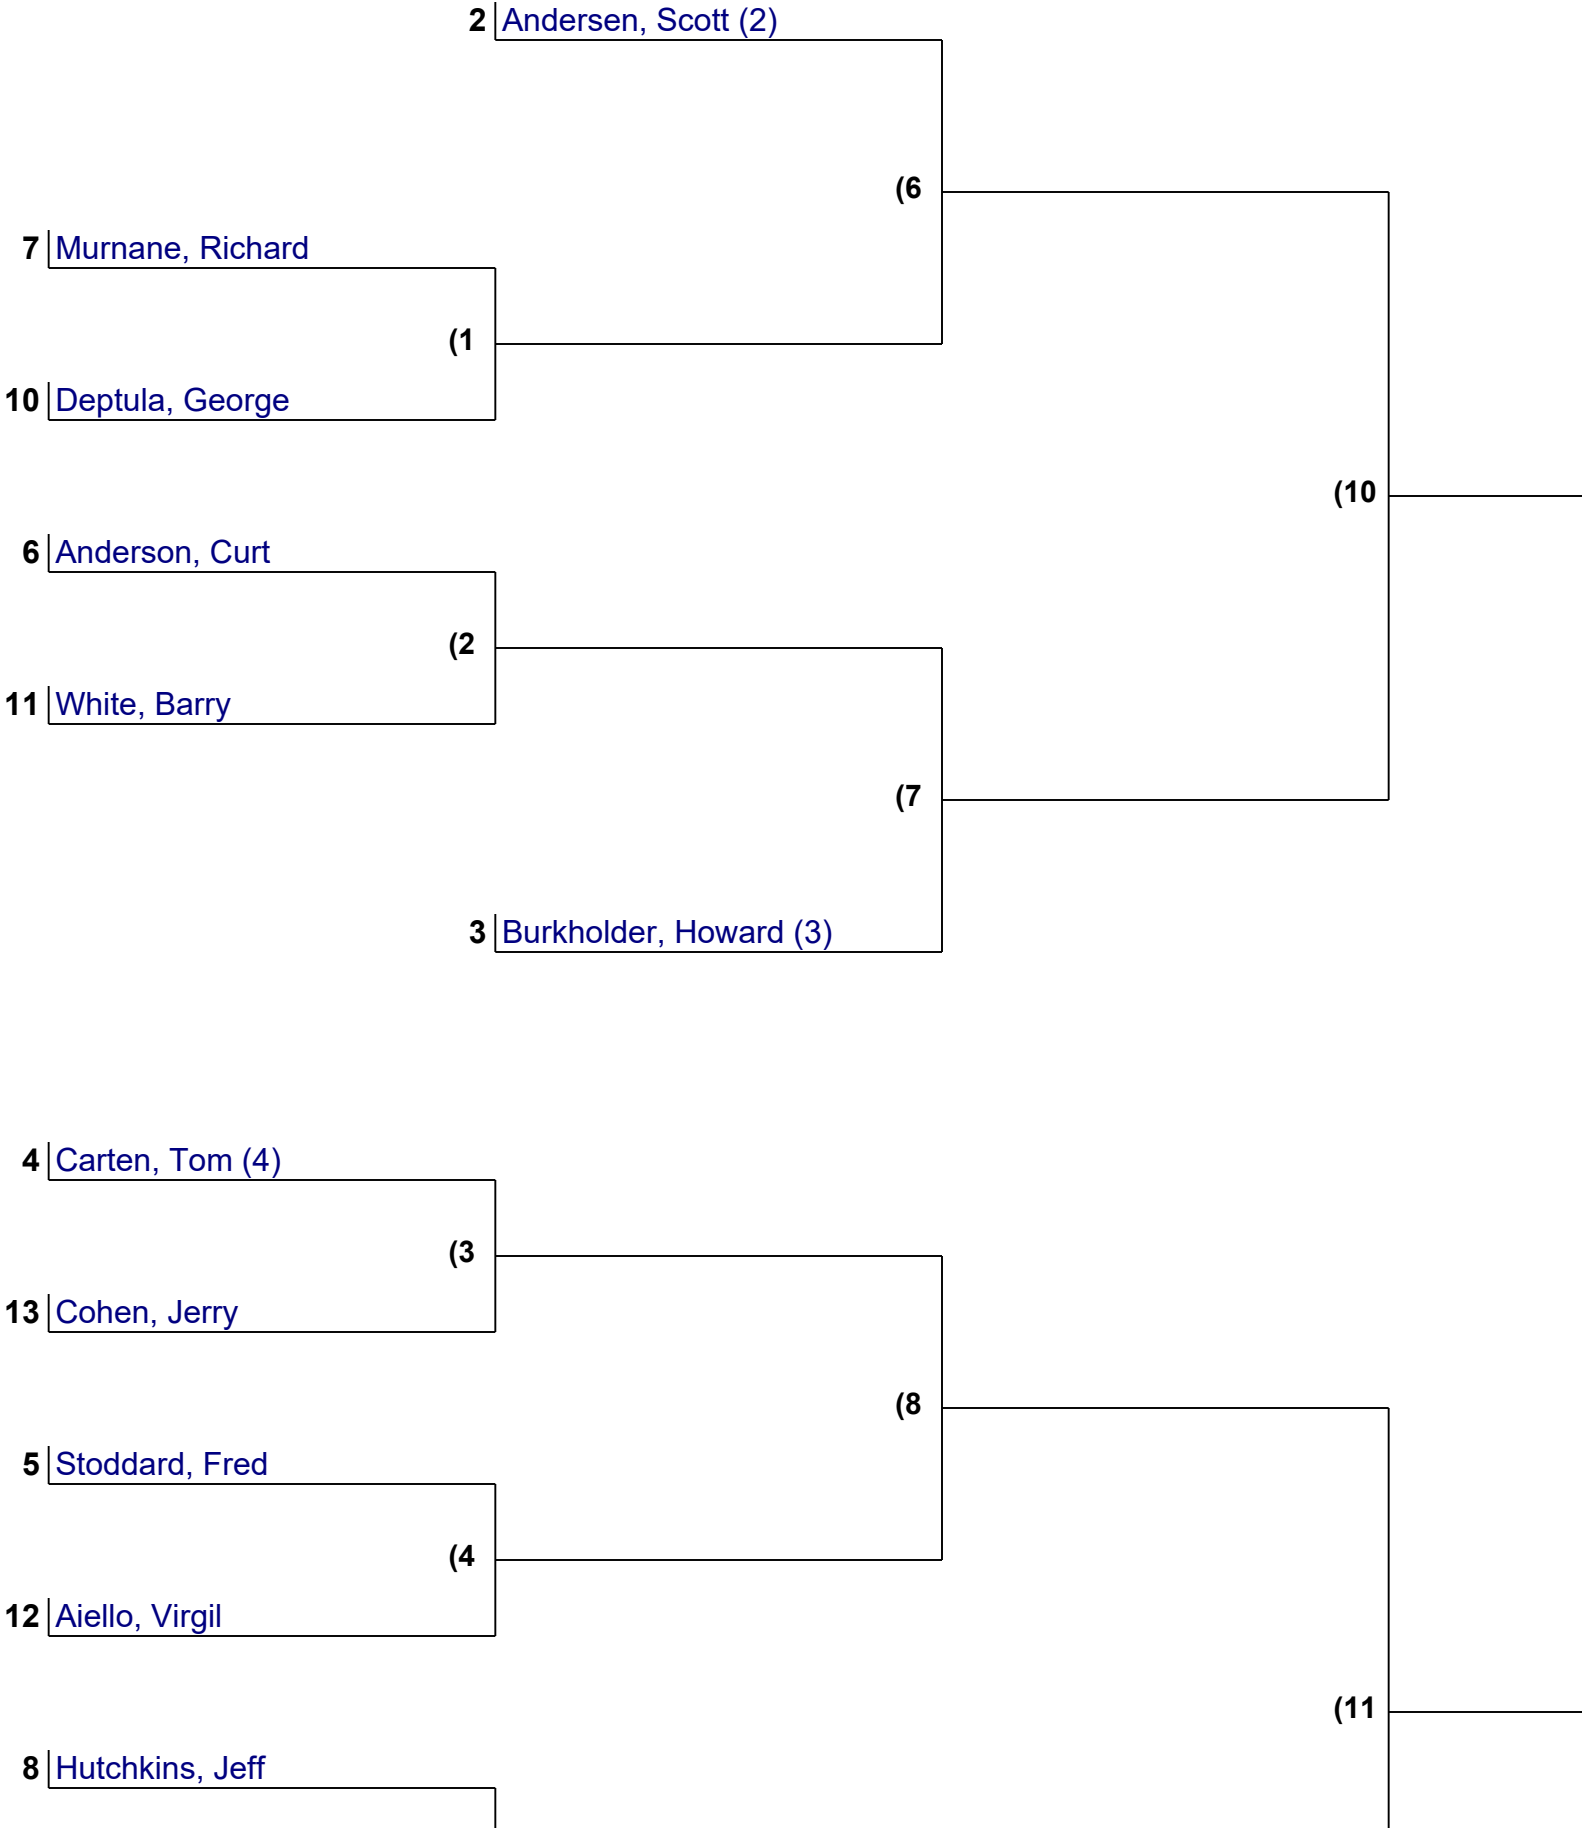 2 Andersen, Scott (2)
(6
7 Murnane, Richard
(1
10 Deptula, George
(10
6 Anderson, Curt
(2
11 White, Barry
(7
3 Burkholder, Howard (3)
4 Carten, Tom (4)
(3
13 Cohen, Jerry
(8
5 Stoddard, Fred
(4
12 Aiello, Virgil
(11
8 Hutchkins, Jeff